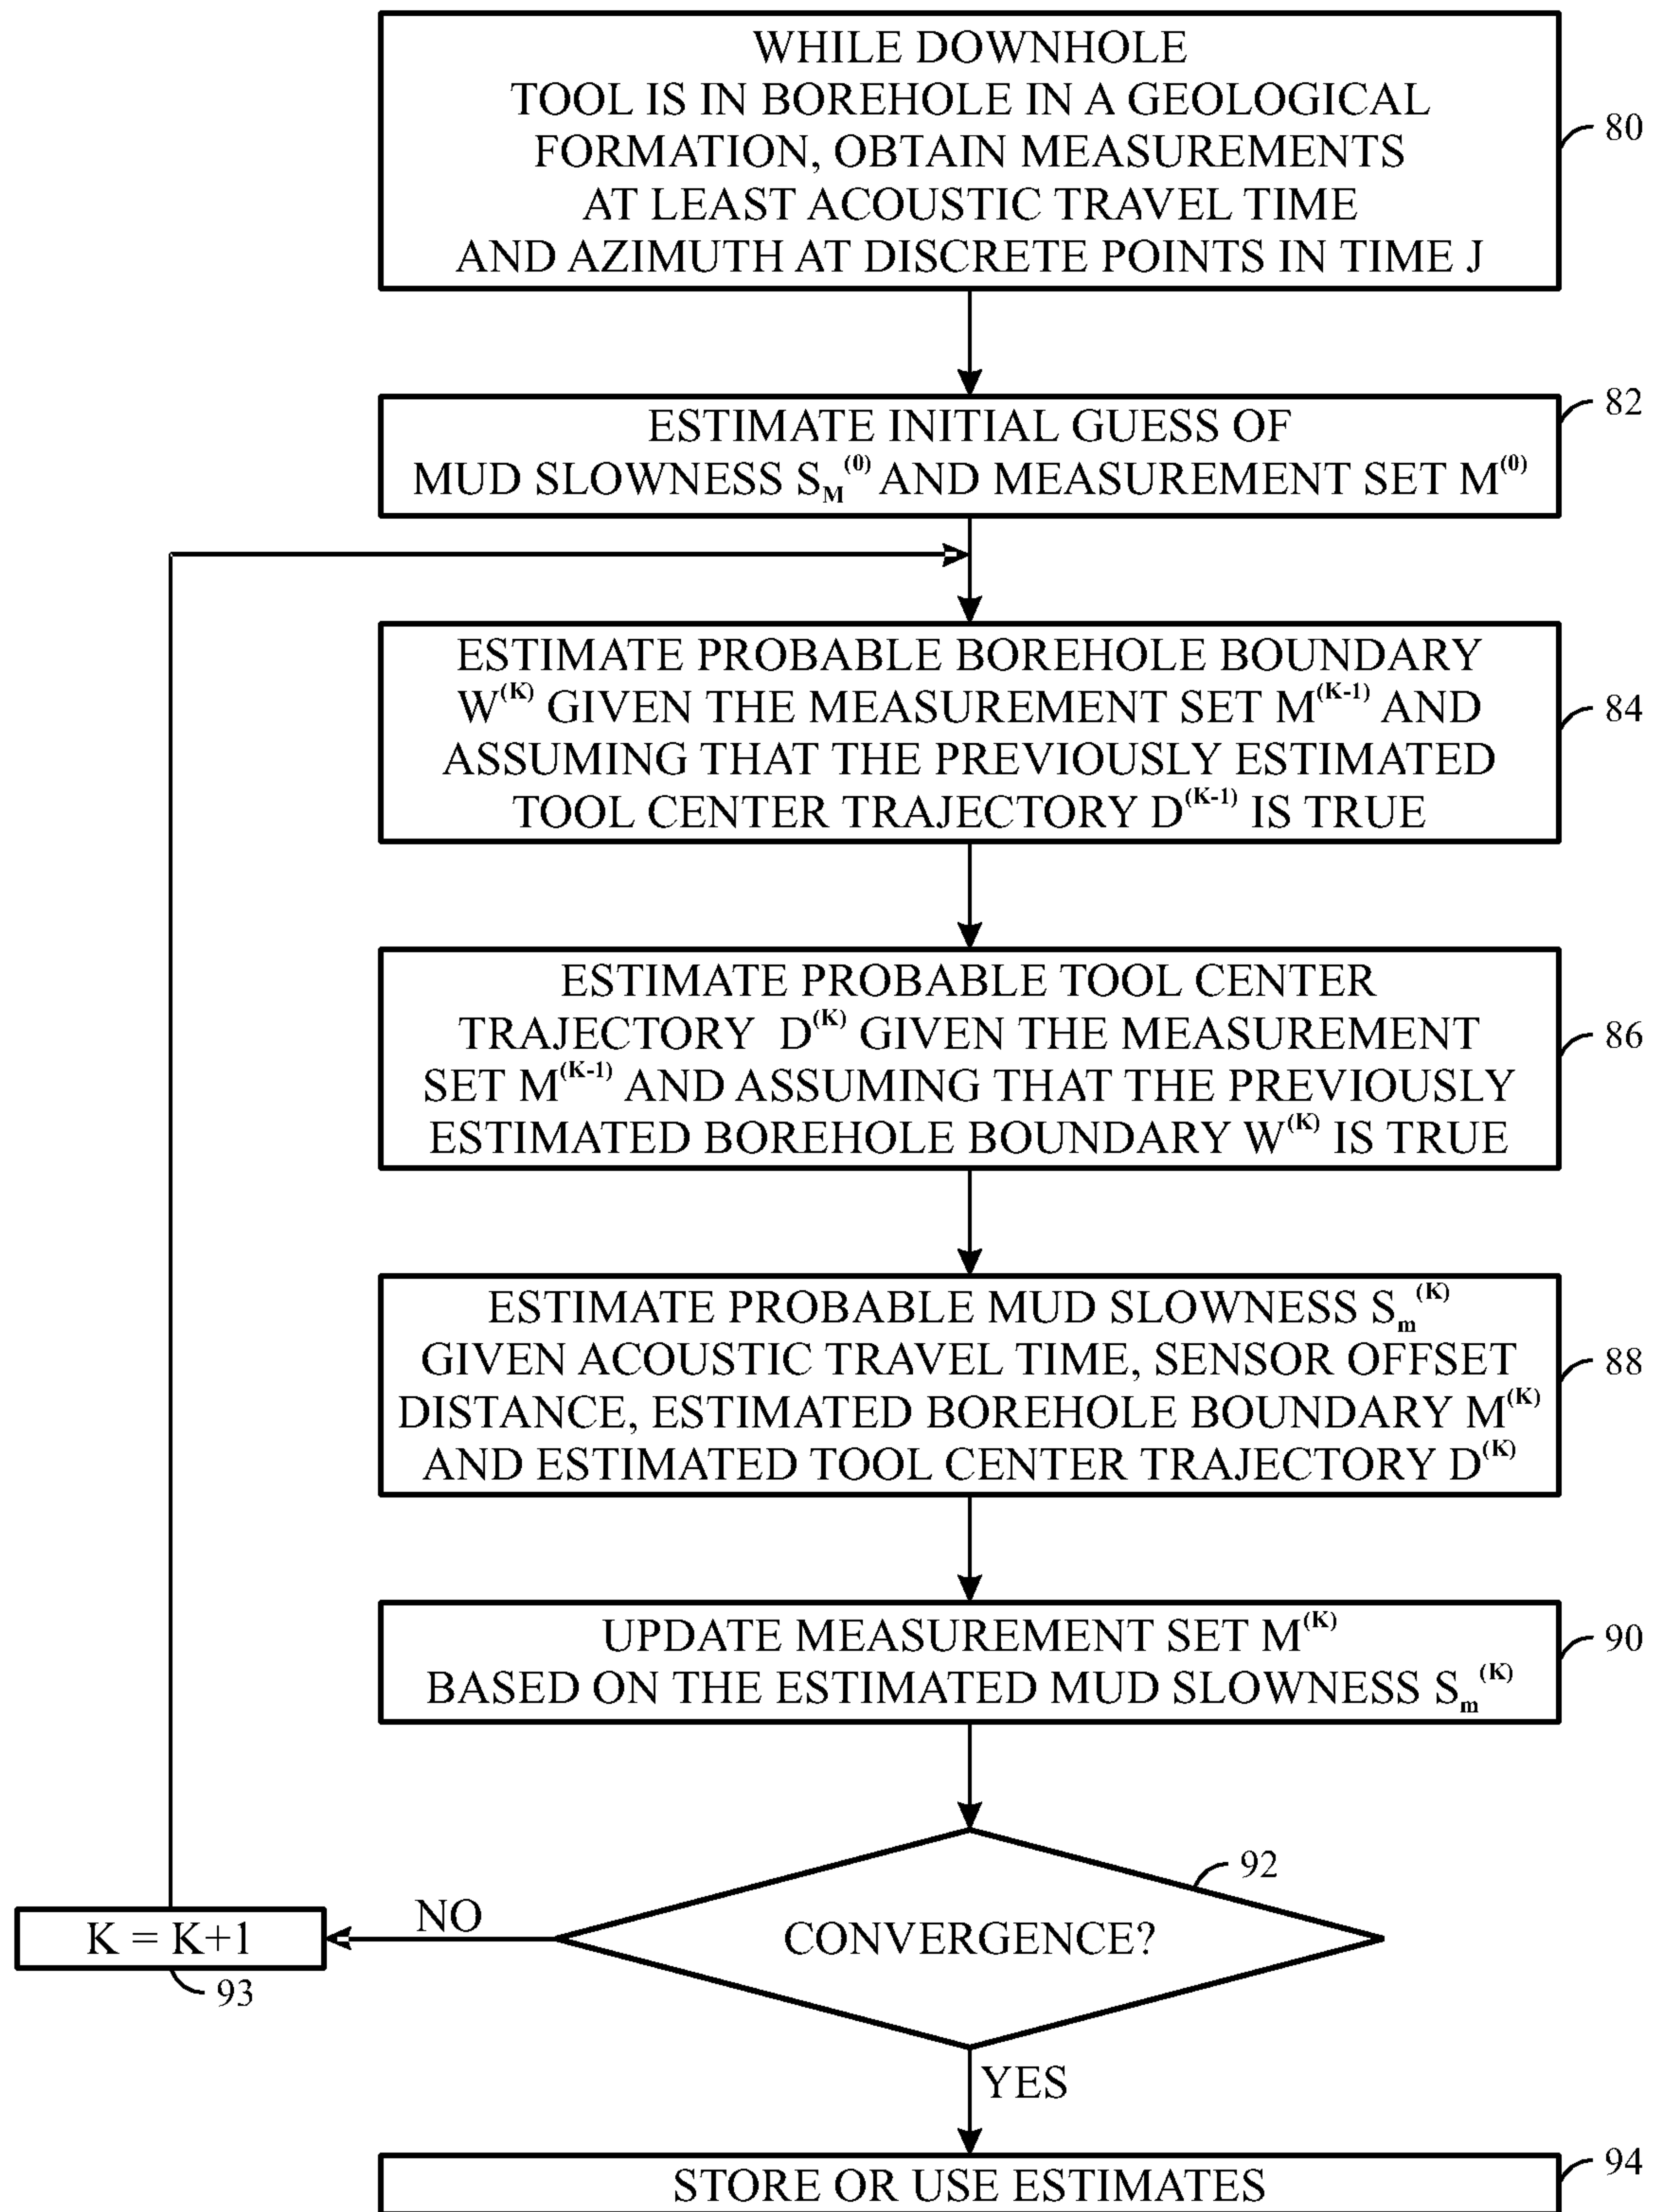 WHILE DOWNHOLE
TOOL IS IN BOREHOLE IN A GEOLOGICAL
FORMATION, OBTAIN MEASUREMENTS
AT LEAST ACOUSTIC TRAVEL TIME
AND AZIMUTH AT DISCRETE POINTS IN TIME J
80
ESTIMATE INITIAL GUESS OF
MUD SLOWNESS S_M^(0) AND MEASUREMENT SET M^(0)
82
ESTIMATE PROBABLE BOREHOLE BOUNDARY
W^(K) GIVEN THE MEASUREMENT SET M^(K-1) AND
ASSUMING THAT THE PREVIOUSLY ESTIMATED
TOOL CENTER TRAJECTORY D^(K-1) IS TRUE
84
ESTIMATE PROBABLE TOOL CENTER
TRAJECTORY D^(K) GIVEN THE MEASUREMENT
SET M^(K-1) AND ASSUMING THAT THE PREVIOUSLY
ESTIMATED BOREHOLE BOUNDARY W^(K) IS TRUE
86
ESTIMATE PROBABLE MUD SLOWNESS S_m^(K)
GIVEN ACOUSTIC TRAVEL TIME, SENSOR OFFSET
DISTANCE, ESTIMATED BOREHOLE BOUNDARY M^(K)
AND ESTIMATED TOOL CENTER TRAJECTORY D^(K)
88
UPDATE MEASUREMENT SET M^(K)
BASED ON THE ESTIMATED MUD SLOWNESS S_m^(K)
90
CONVERGENCE?
92
NO
K = K+1
93
YES
STORE OR USE ESTIMATES
94